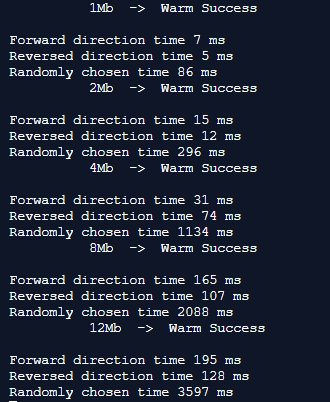 1Mb -> Warm Success
Forward direction time 7 ms
Reversed direction time 5 ms
Randomly chosen time 86 ms
2Mb -> Warm Success
Forward direction time 15 ms
Reversed direction time 12 ms
Randomly chosen time 296 ms
4Mb -> Warm Success
Forward direction time 31 ms
Reversed direction time 74 ms
Randomly chosen time 1134 ms
8Mb -> Warm Success
Forward direction time 165 ms
Reversed direction time 107 ms
Randomly chosen time 2088 ms
12Mb -> Warm Success
Forward direction time 195 ms
Reversed direction time 128 ms
Randomly chosen time 3597 ms